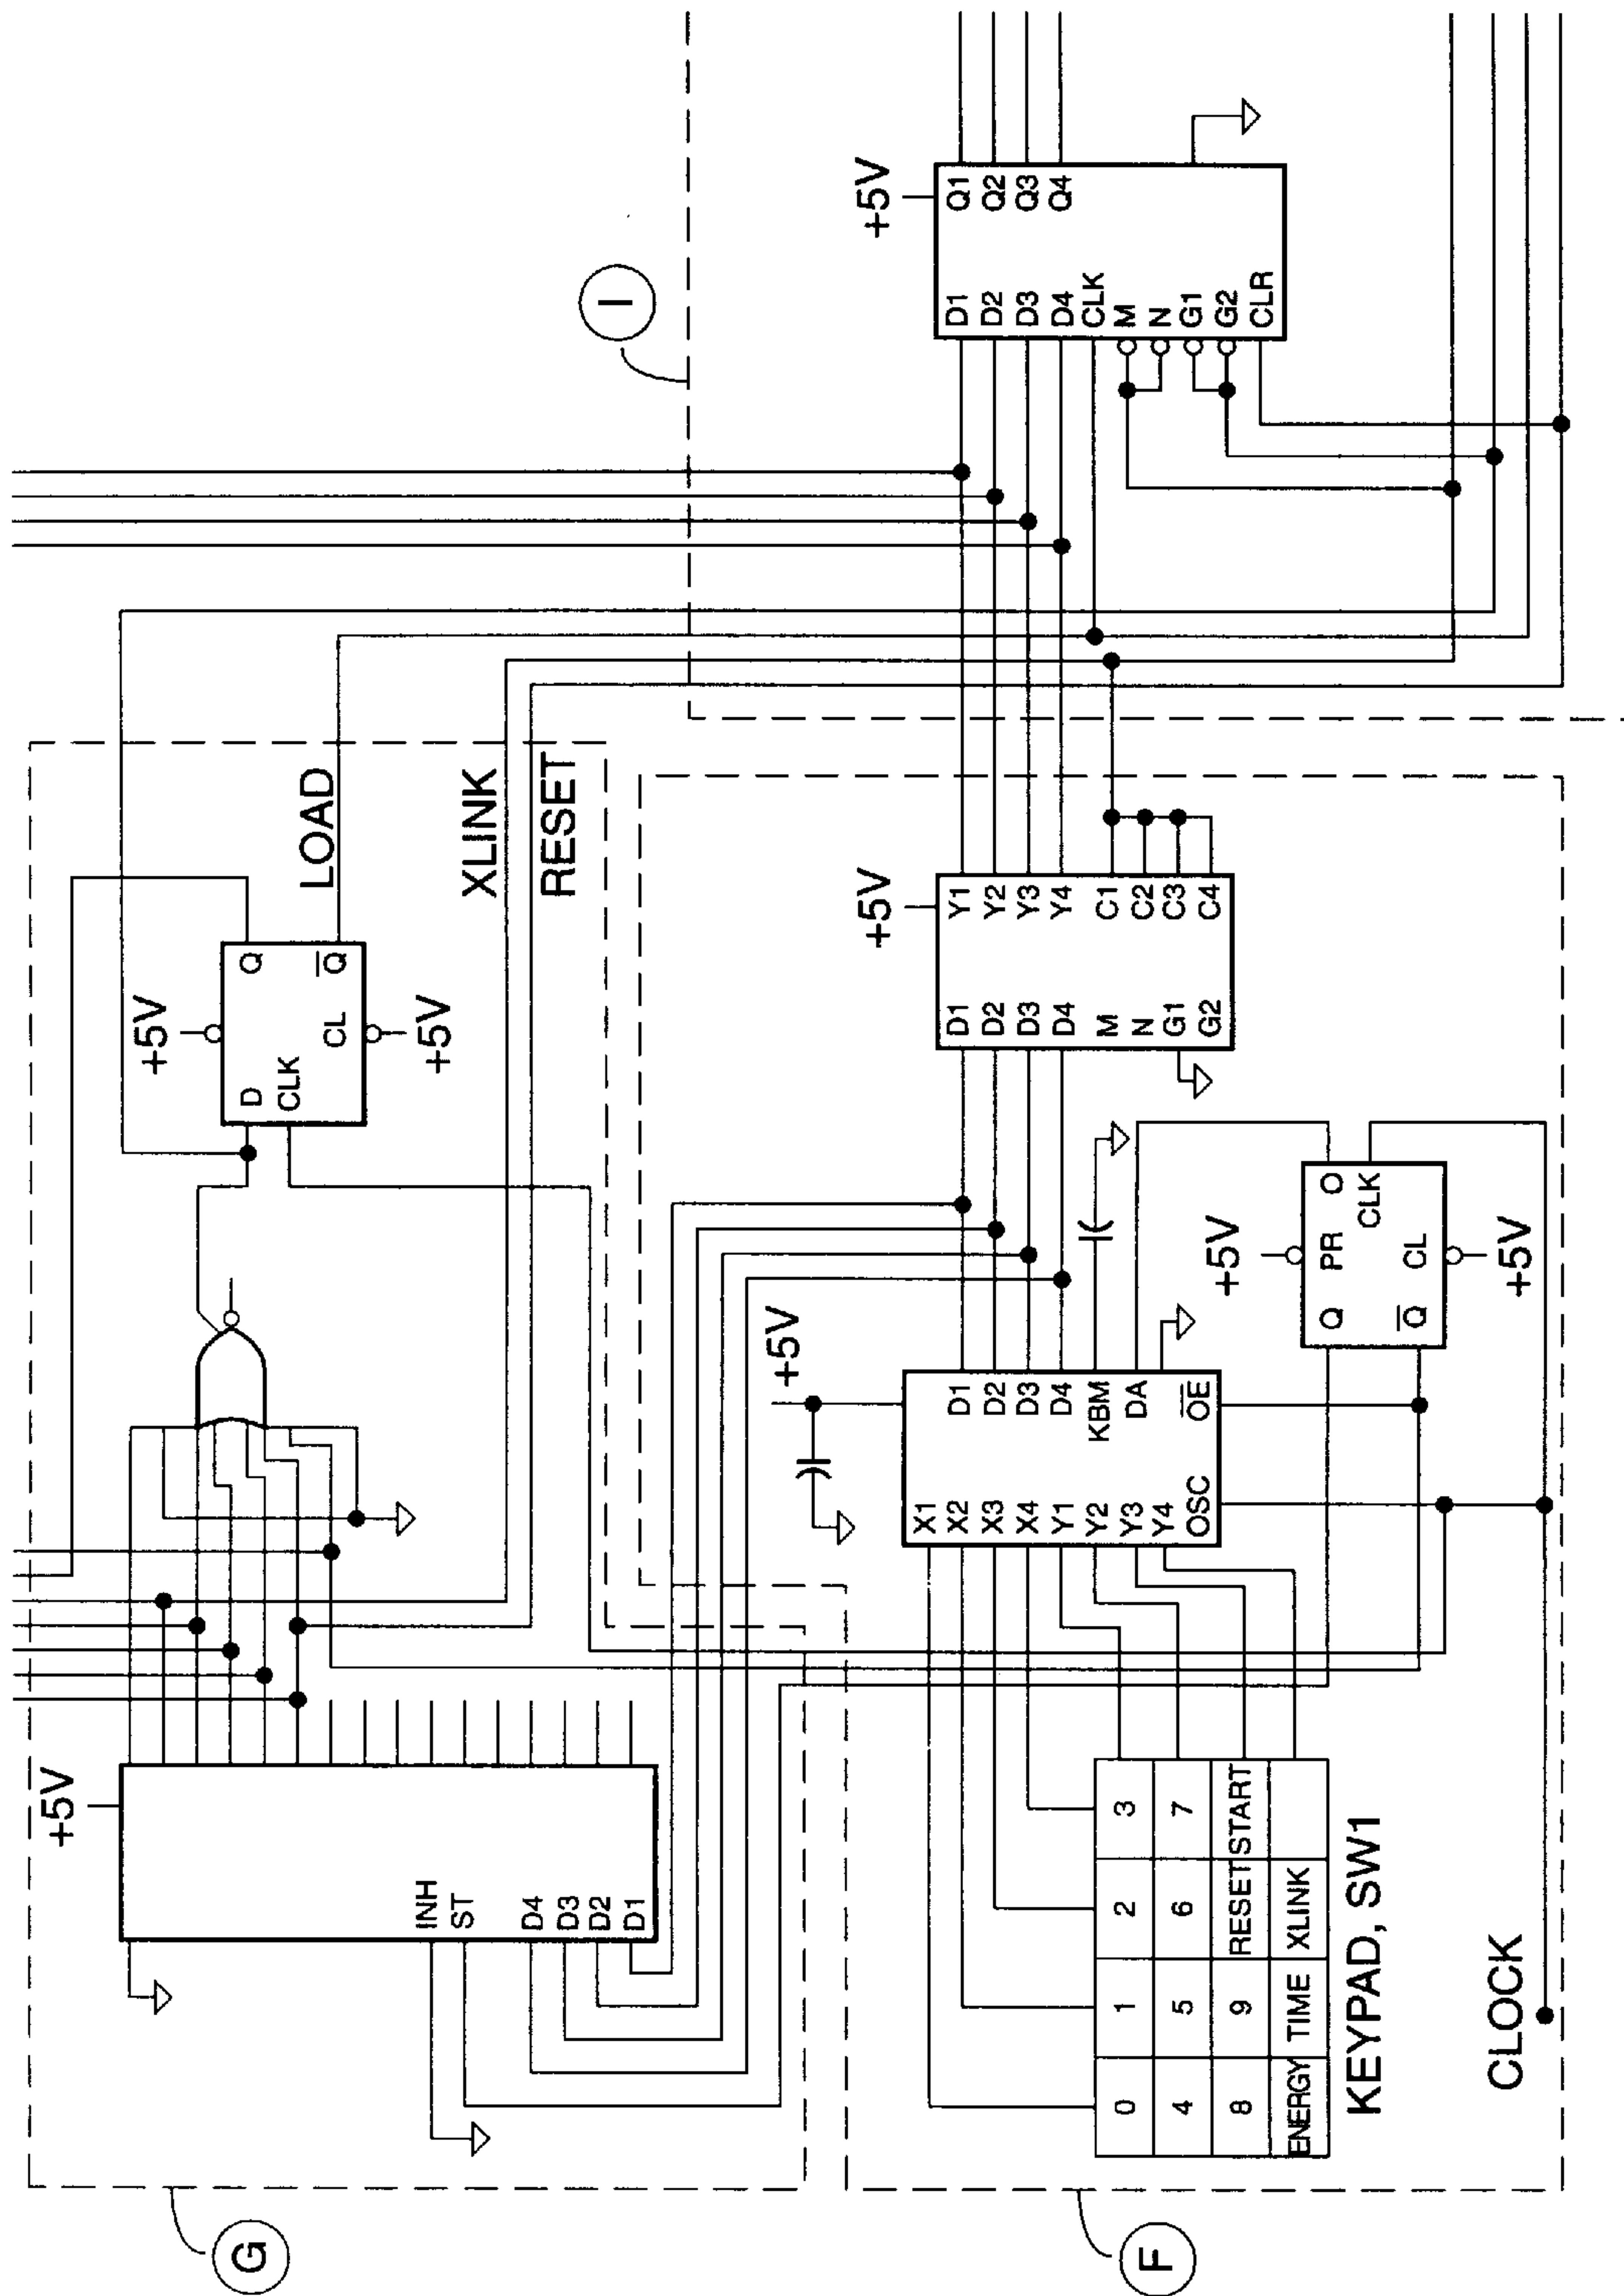 G
+5V
INH
ST
D4
D3
D2
D1
+5V
D
CLK
Q
Q
CL
+5V
LOAD
XLINK
RESET
I
F
0 1 2 3
4 5 6 7
8 9 RESET START
ENERGY TIME XLINK
KEYPAD, SW1
CLOCK
+5V
X1
X2
X3
X4
Y1
Y2
Y3
Y4
OSC
D1
D2
D3
D4
KBM
DA
OE
+5V
Q
PR
O
CLK
Q
CL
+5V
+5V
D1
D2
D3
D4
M
N
G1
G2
Y1
Y2
Y3
Y4
C1
C2
C3
C4
+5V
D1
D2
D3
D4
CLK
M
N
G1
G2
CLR
Q1
Q2
Q3
Q4